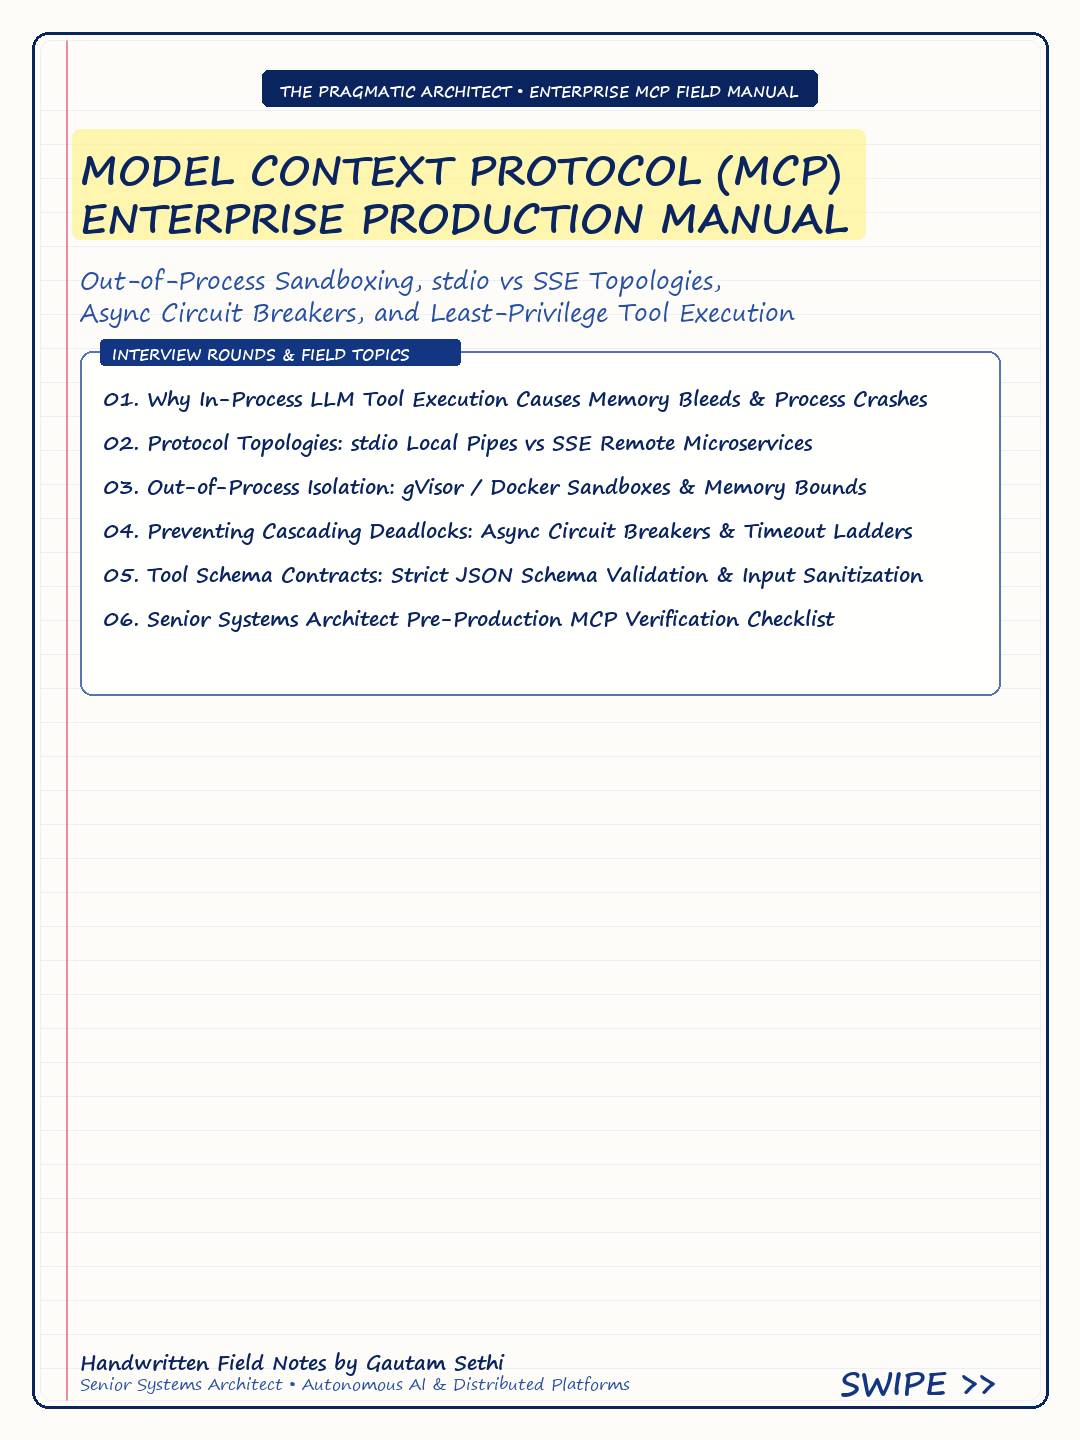 THE PRAGMATIC ARCHITECT • ENTERPRISE MCP FIELD MANUAL
MODEL CONTEXT PROTOCOL (MCP)
ENTERPRISE PRODUCTION MANUAL
Out-of-Process Sandboxing, stdio vs SSE Topologies,
Async Circuit Breakers, and Least-Privilege Tool Execution
INTERVIEW ROUNDS & FIELD TOPICS
01. Why In-Process LLM Tool Execution Causes Memory Bleeds & Process Crashes
02. Protocol Topologies: stdio Local Pipes vs SSE Remote Microservices
03. Out-of-Process Isolation: gVisor / Docker Sandboxes & Memory Bounds
04. Preventing Cascading Deadlocks: Async Circuit Breakers & Timeout Ladders
05. Tool Schema Contracts: Strict JSON Schema Validation & Input Sanitization
06. Senior Systems Architect Pre-Production MCP Verification Checklist
Handwritten Field Notes by Gautam Sethi
Senior Systems Architect • Autonomous AI & Distributed Platforms
SWIPE >>